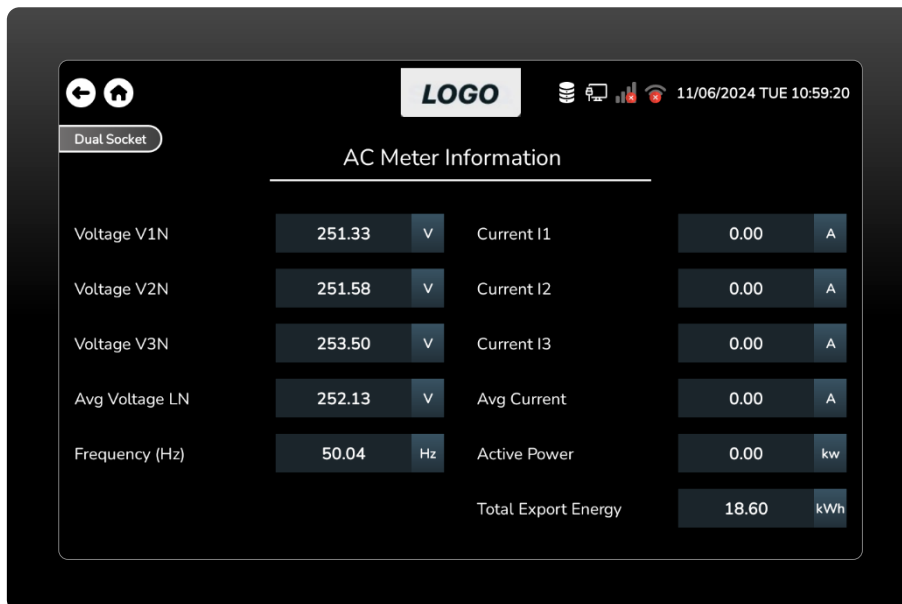 LOGO
11/06/2024 TUE 10:59:20
Dual Socket
AC Meter Information
Voltage V1N 251.33 V Current I1 0.00 A
Voltage V2N 251.58 V Current I2 0.00 A
Voltage V3N 253.50 V Current I3 0.00 A
Avg Voltage LN 252.13 V Avg Current 0.00 A
Frequency (Hz) 50.04 Hz Active Power 0.00 kw
Total Export Energy 18.60 kWh